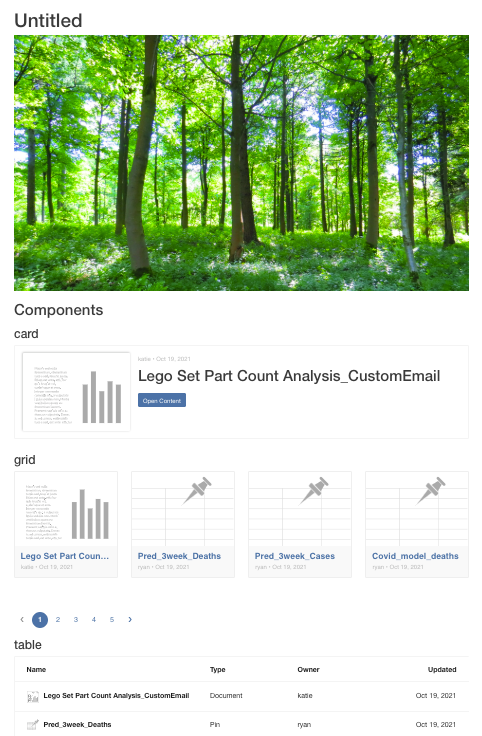 Untitled
Components
card
katie • Oct 19, 2021
Lego Set Part Count Analysis_CustomEmail
Open Content
grid
Lego Set Part Coun...
katie • Oct 19, 2021
Pred_3week_Deaths
ryan • Oct 19, 2021
Pred_3week_Cases
ryan • Oct 19, 2021
Covid_model_deaths
ryan • Oct 19, 2021
‹ 1 2 3 4 5 ›
table
Name Type Owner Updated
Lego Set Part Count Analysis_CustomEmail Document katie Oct 19, 2021
Pred_3week_Deaths Pin ryan Oct 19, 2021